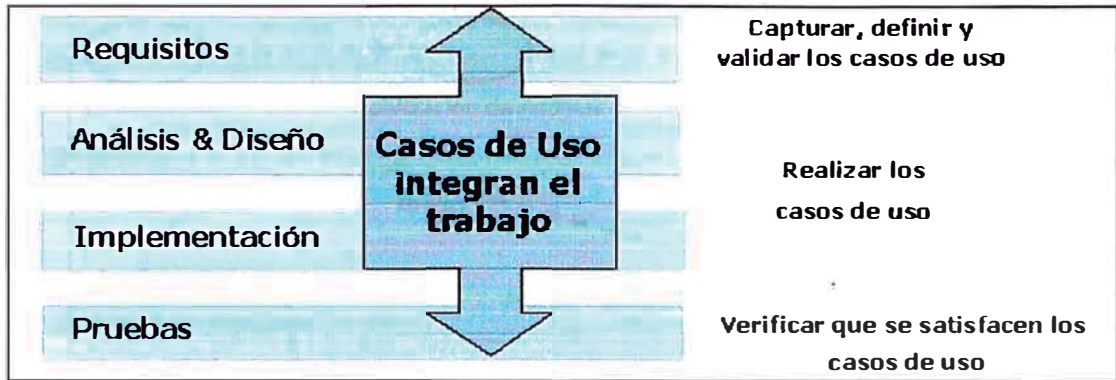 Requisitos
Capturar, definir y
validar los casos de uso
Análisis & Diseño
Casos de Uso
integran el
trabajo
Realizar los
casos de uso
Implementación
Pruebas
Verificar que se satisfacen los
casos de uso